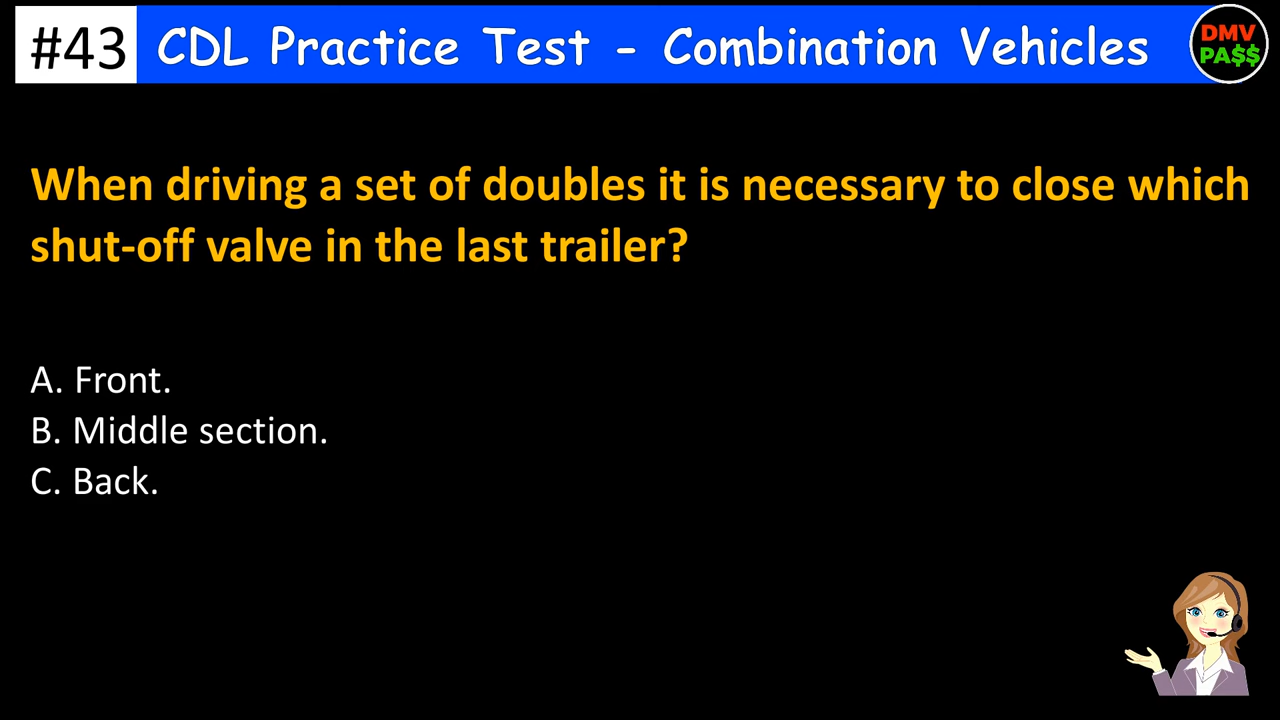 #43 CDL Practice Test - Combination Vehicles
DMV
PA$$
When driving a set of doubles it is necessary to close which
shut-off valve in the last trailer?
A. Front.
B. Middle section.
C. Back.